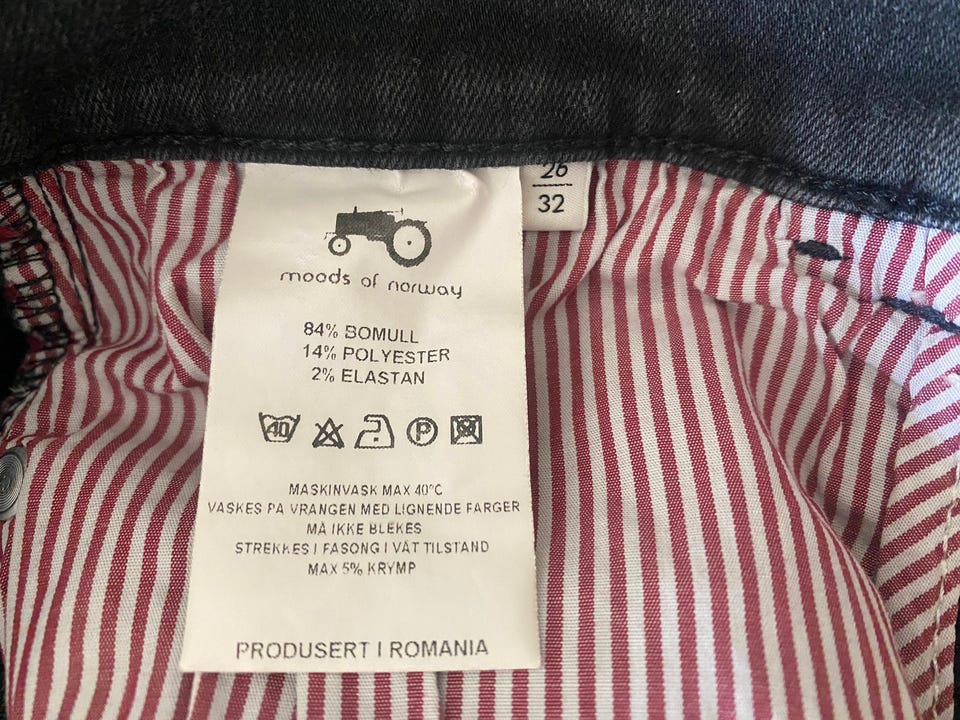 26
32
moods of norway
84% BOMULL
14% POLYESTER
2% ELASTAN
40 P
MASKINVASK MAX 40°C
VASKES PÅ VRANGEN MED LIGNENDE FARGER
MÅ IKKE BLEKES
STREKKES I FASONG I VÅT TILSTAND
MAX 5% KRYMP
PRODUSERT I ROMANIA